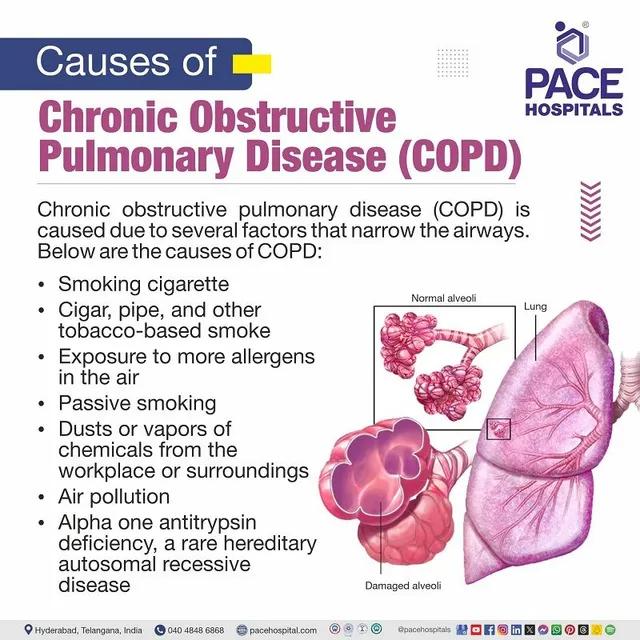 Causes of
PACE
HOSPITALS
Chronic Obstructive
Pulmonary Disease (COPD)
Chronic obstructive pulmonary disease (COPD) is
caused due to several factors that narrow the airways.
Below are the causes of COPD:
• Smoking cigarette
• Cigar, pipe, and other
tobacco-based smoke
• Exposure to more allergens
in the air
• Passive smoking
• Dusts or vapors of
chemicals from the
workplace or surroundings
• Air pollution
• Alpha one antitrypsin
deficiency, a rare hereditary
autosomal recessive
disease
Normal alveoli
Lung
Damaged alveoli
Hyderabad, Telangana, India 040 4848 6868 pacehospital.com @pacehospitals